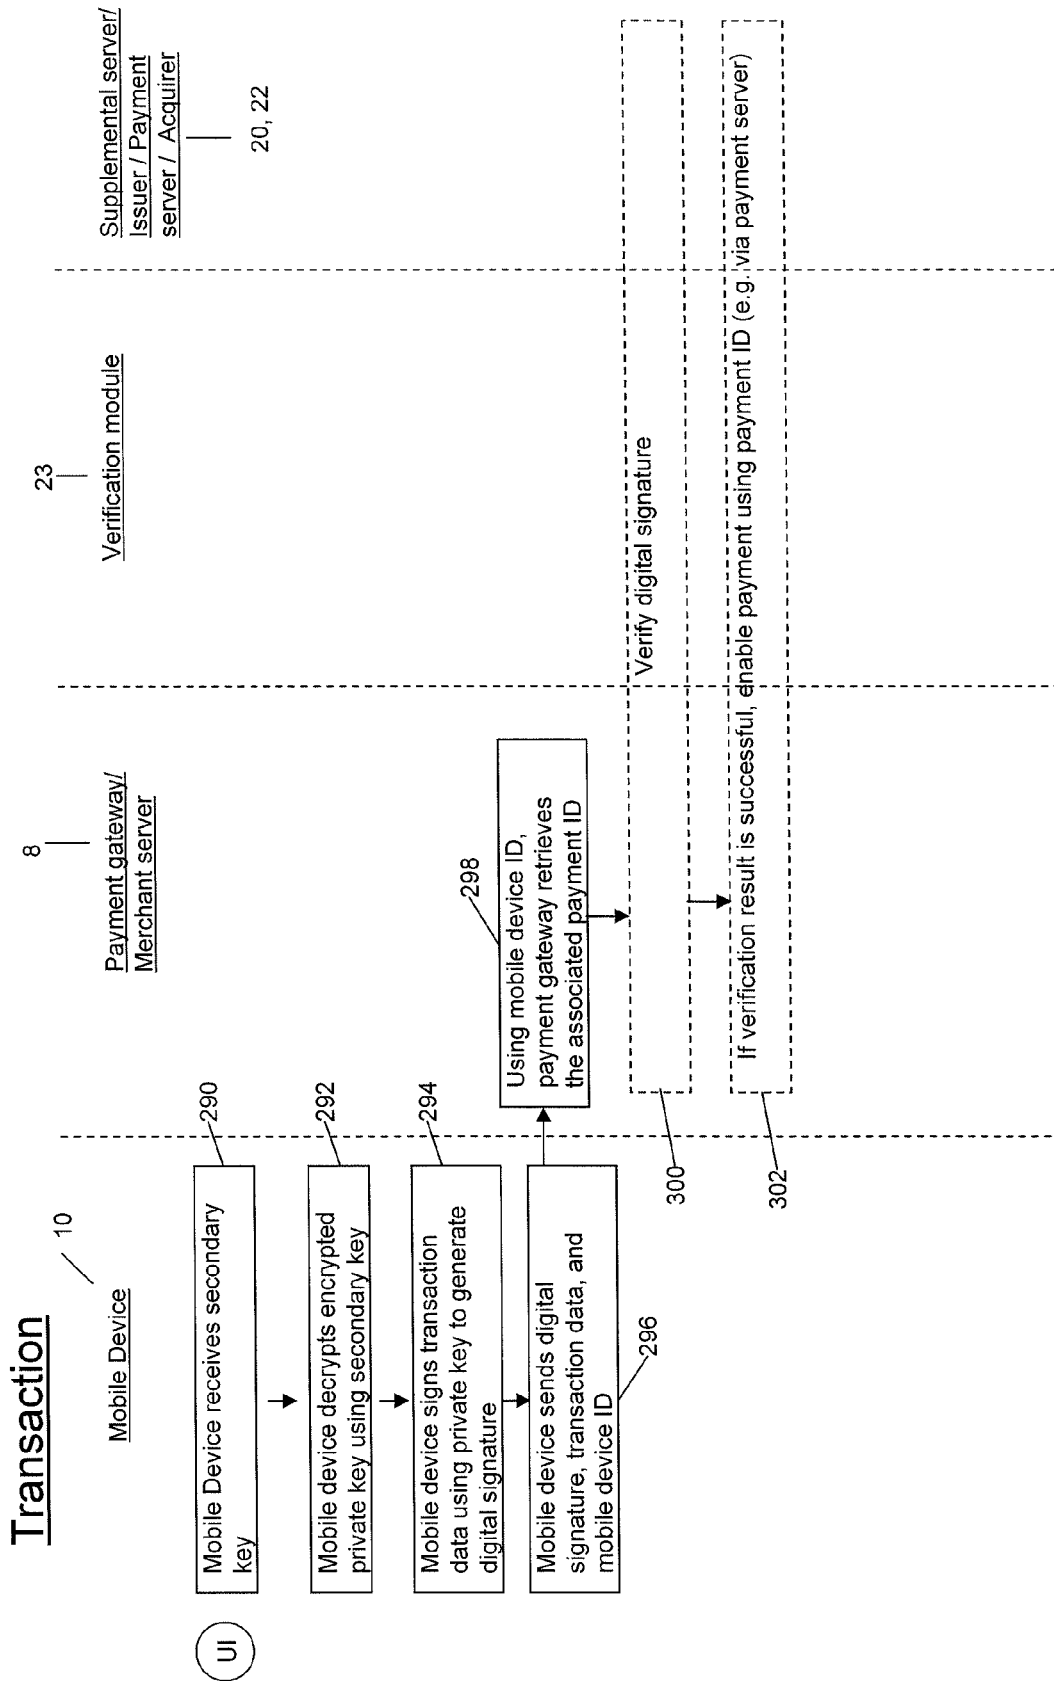 Transaction
10
Mobile Device
8
Payment gateway/
Merchant server
23
Verification module
Supplemental server/
Issuer / Payment
server / Acquirer
20, 22
UI
Mobile Device receives secondary
key
290
Mobile device decrypts encrypted
private key using secondary key
292
Mobile device signs transaction
data using private key to generate
digital signature
294
Mobile device sends digital
signature, transaction data, and
mobile device ID
296
298
Using mobile device ID,
payment gateway retrieves
the associated payment ID
Verify digital signature
300
If verification result is successful, enable payment using payment ID (e.g. via payment server)
302